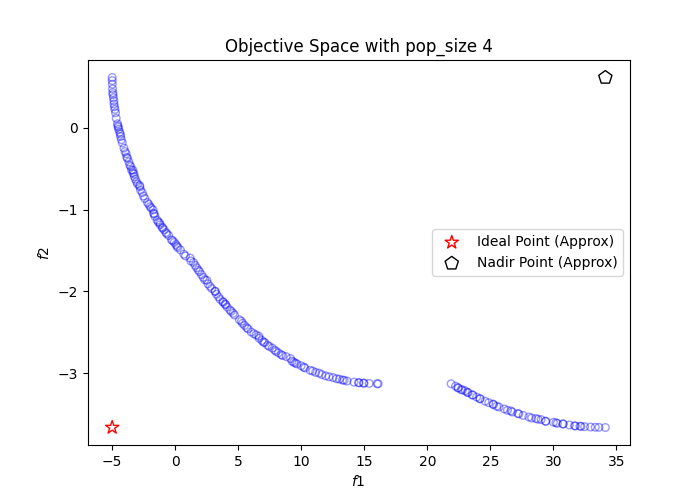 Objective Space with pop_size 4
0
−1
−2
−3
f2
Ideal Point (Approx)
Nadir Point (Approx)
−5
0
5
10
15
20
25
30
35
f1